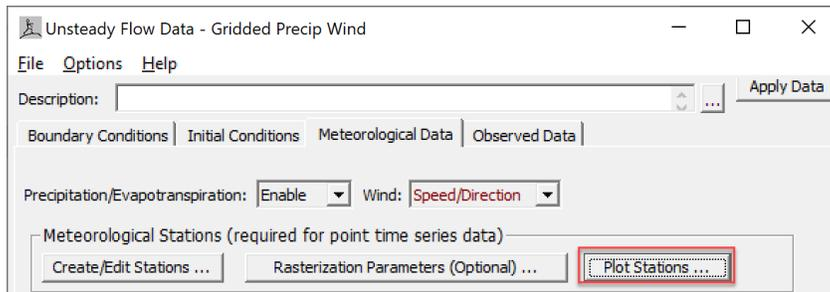 Unsteady Flow Data - Gridded Precip Wind
File Options Help
Description: ... Apply Data
Boundary Conditions Initial Conditions Meteorological Data Observed Data
Precipitation/Evapotranspiration: Enable Wind: Speed/Direction
Meteorological Stations (required for point time series data)
Create/Edit Stations ... Rasterization Parameters (Optional) ... Plot Stations ...